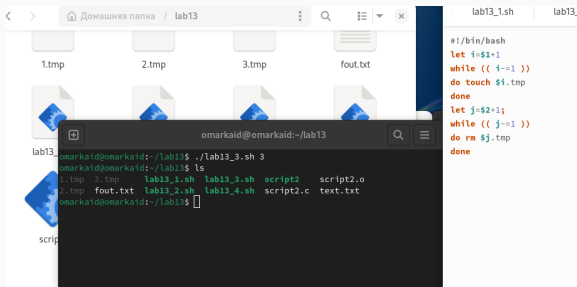 Домашняя папка / lab13
1.tmp 2.tmp 3.tmp fout.txt
lab13_
scrip
omarkaid@omarkaid:~/lab13
omarkaid@omarkaid:~/lab13$ ./lab13_3.sh 3
omarkaid@omarkaid:~/lab13$ ls
1.tmp 3.tmp lab13_1.sh lab13_3.sh script2 script2.o
2.tmp fout.txt lab13_2.sh lab13_4.sh script2.c text.txt
omarkaid@omarkaid:~/lab13$
lab13_1.sh lab13_
#!/bin/bash
let i=$1+1
while (( i-=1 ))
do touch $i.tmp
done
let j=$2+1;
while (( j-=1 ))
do rm $j.tmp
done